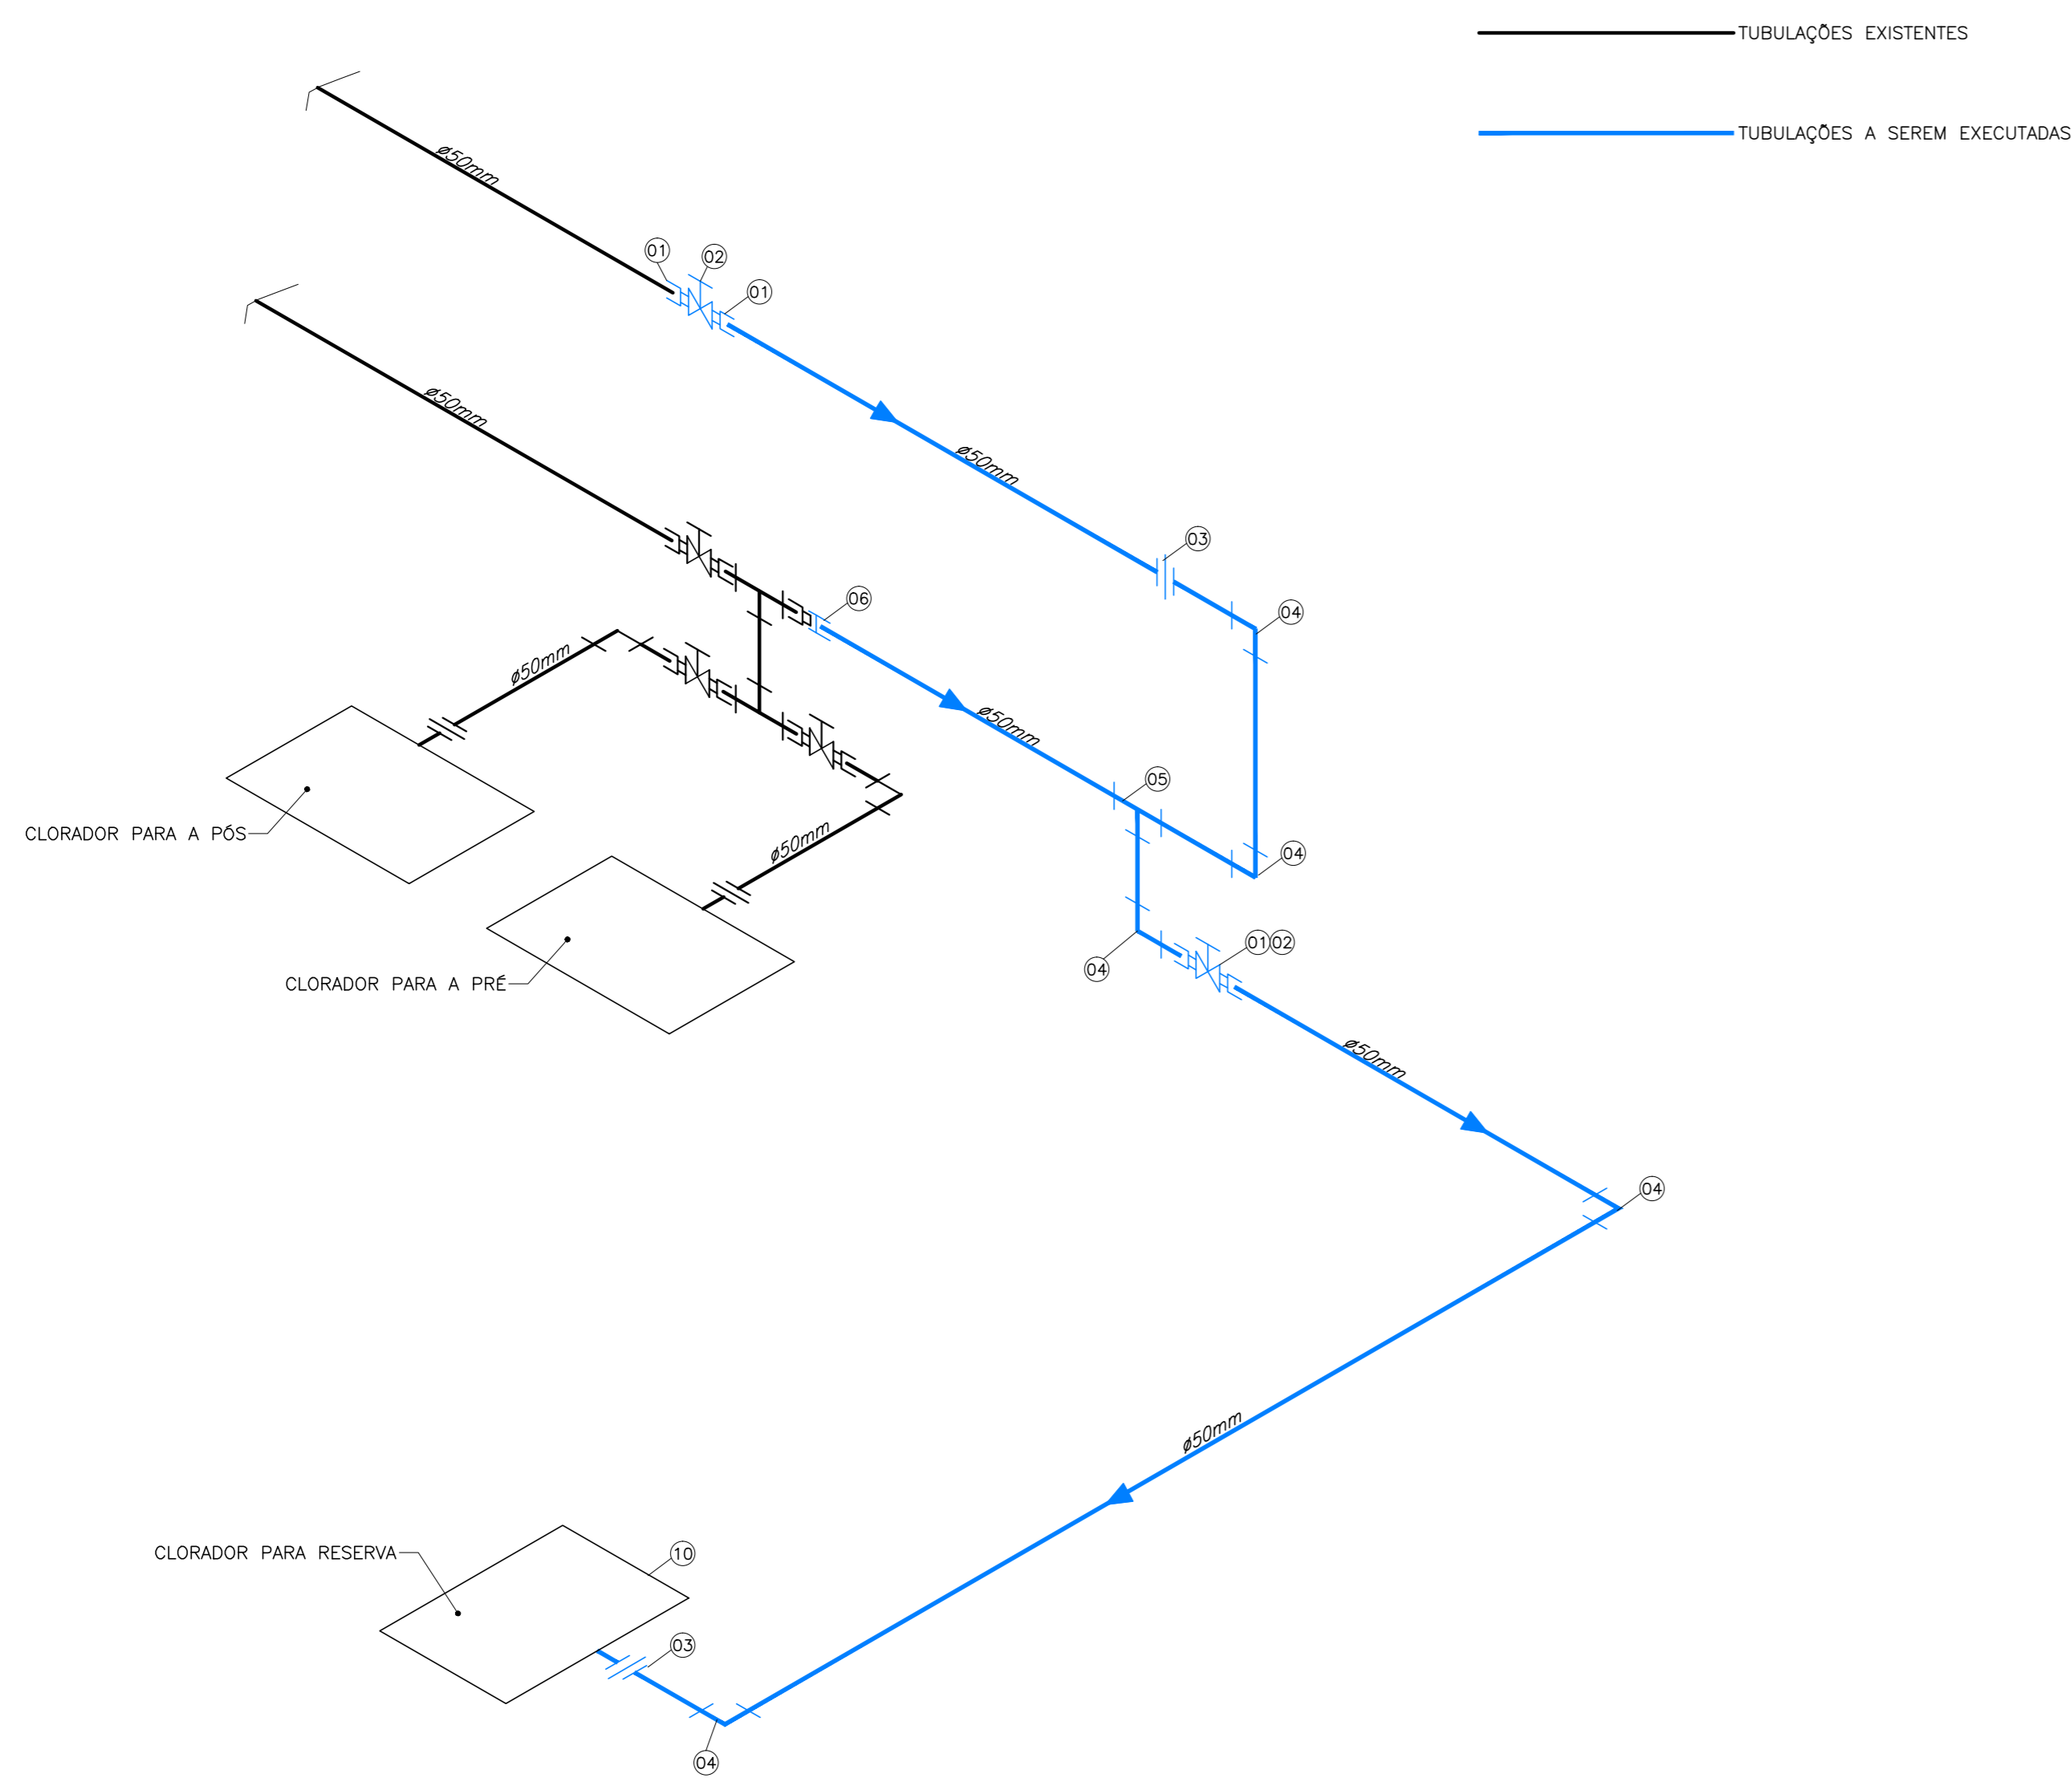 TUBULAÇÕES EXISTENTES
TUBULAÇÕES A SEREM EXECUTADAS
ø50mm
01
02
01
ø50mm
ø50mm
03
06
04
ø50mm
ø50mm
05
CLORADOR PARA A PÓS
ø50mm
04
01 02
04
CLORADOR PARA A PRÉ
ø50mm
04
ø50mm
CLORADOR PARA RESERVA
10
03
04